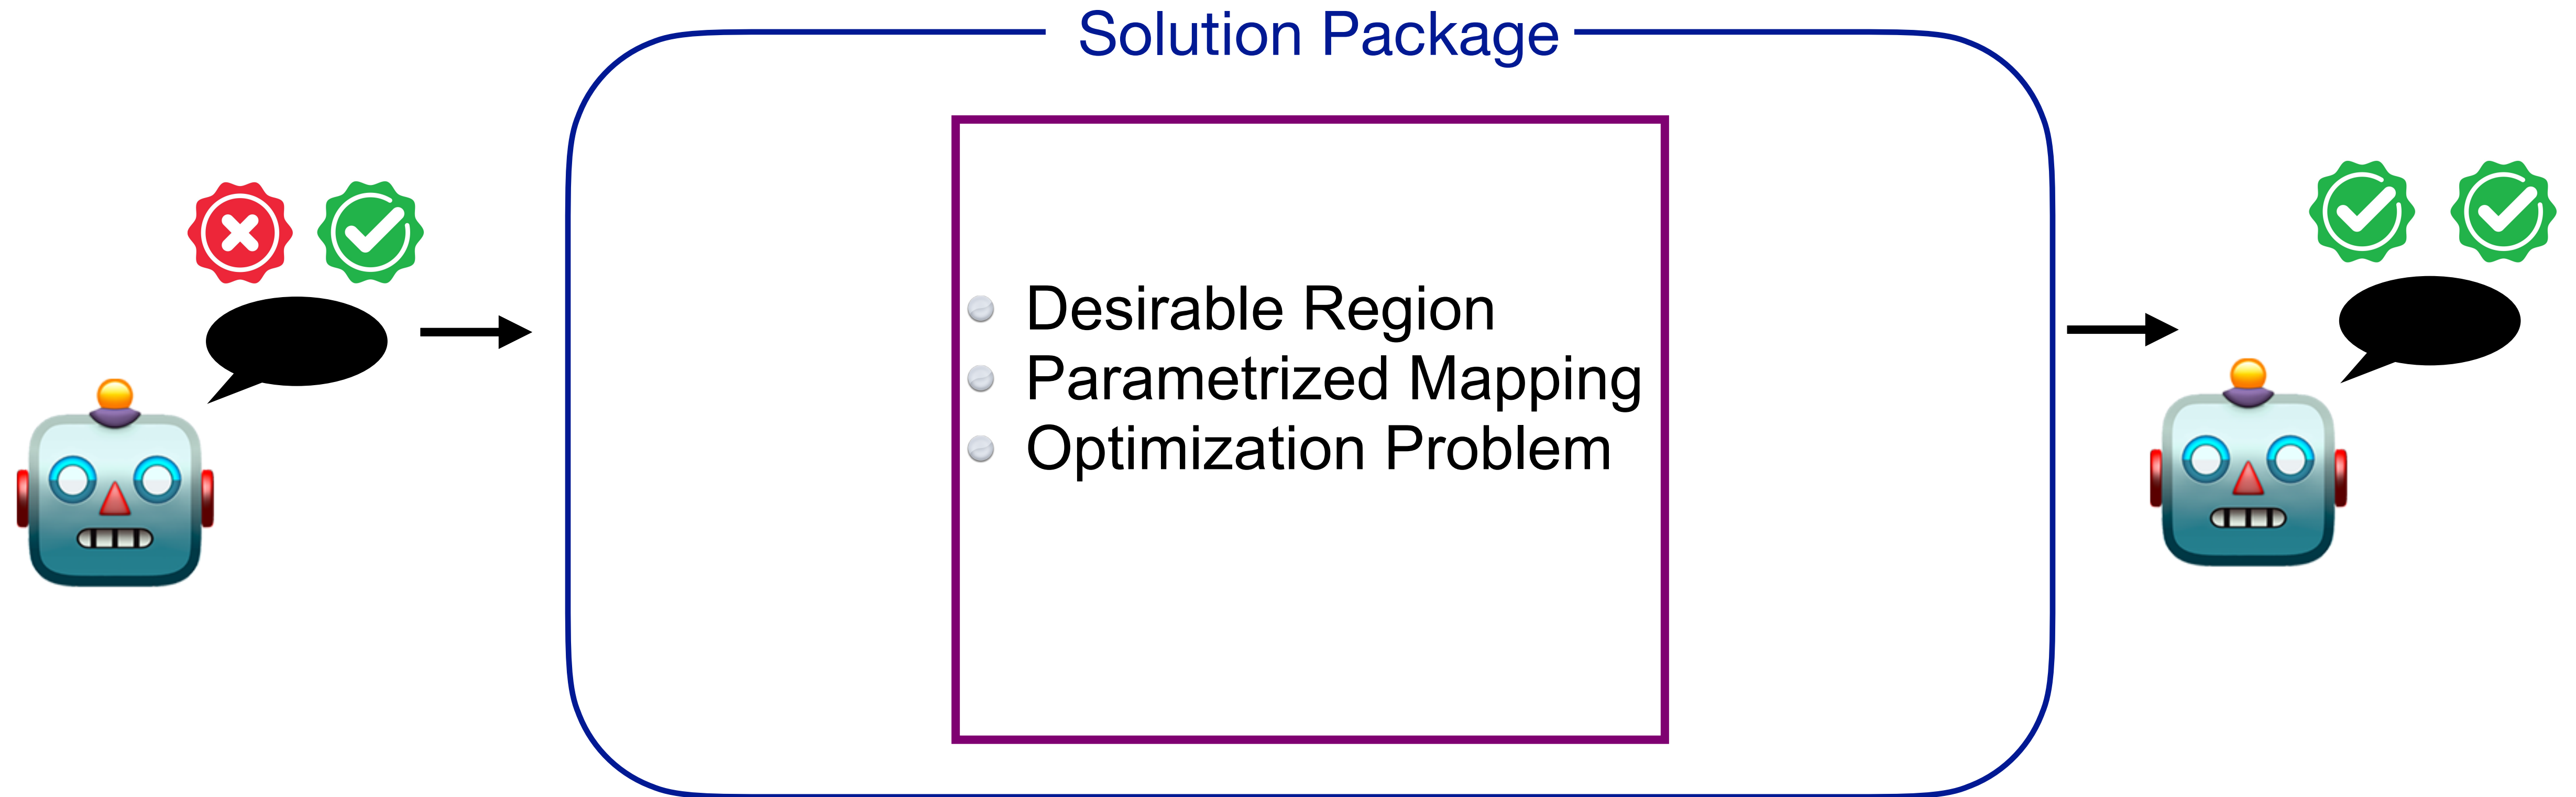 Solution Package
Desirable Region
Parametrized Mapping
Optimization Problem